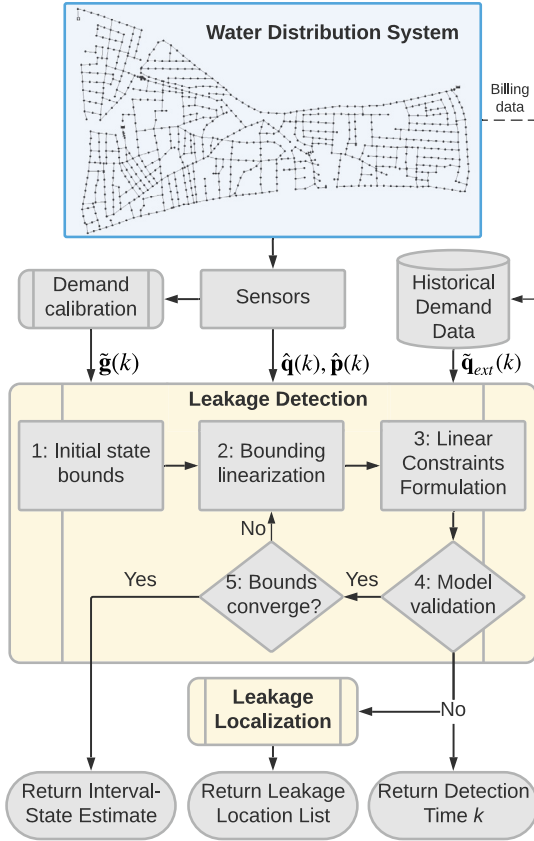 Water Distribution System
Billing
data
Demand
calibration
Sensors
Historical
Demand
Data
g̃(k)
q̂(k), p̂(k)
q̃ext(k)
Leakage Detection
1: Initial state
bounds
2: Bounding
linearization
3: Linear
Constraints
Formulation
No
Yes
5: Bounds
converge?
Yes
4: Model
validation
Leakage
Localization
No
Return Interval-
State Estimate
Return Leakage
Location List
Return Detection
Time k